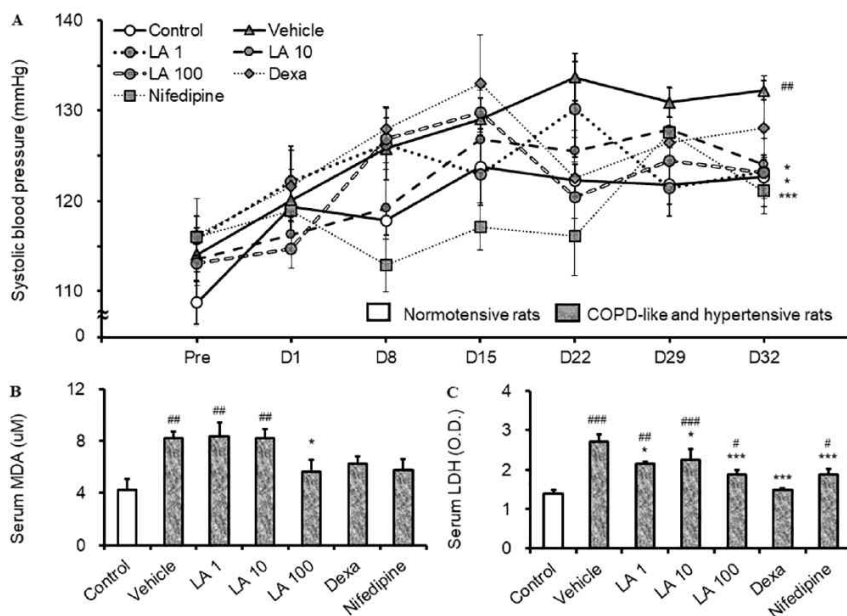 A
140
130
120
110
0
Systolic blood pressure (mmHg)
Control
Vehicle
LA 1
LA 10
LA 100
Dexa
Nifedipine
##
*
*
***
Normotensive rats
COPD-like and hypertensive rats
Pre D1 D8 D15 D22 D29 D32
B
12
8
4
0
Serum MDA (uM)
## ## ## *
Control Vehicle LA 1 LA 10 LA 100 Dexa Nifedipine
C
4
3
2
1
0
Serum LDH (O.D.)
### ## ### # #
* * *** *** ***
Control Vehicle LA 1 LA 10 LA 100 Dexa Nifedipine